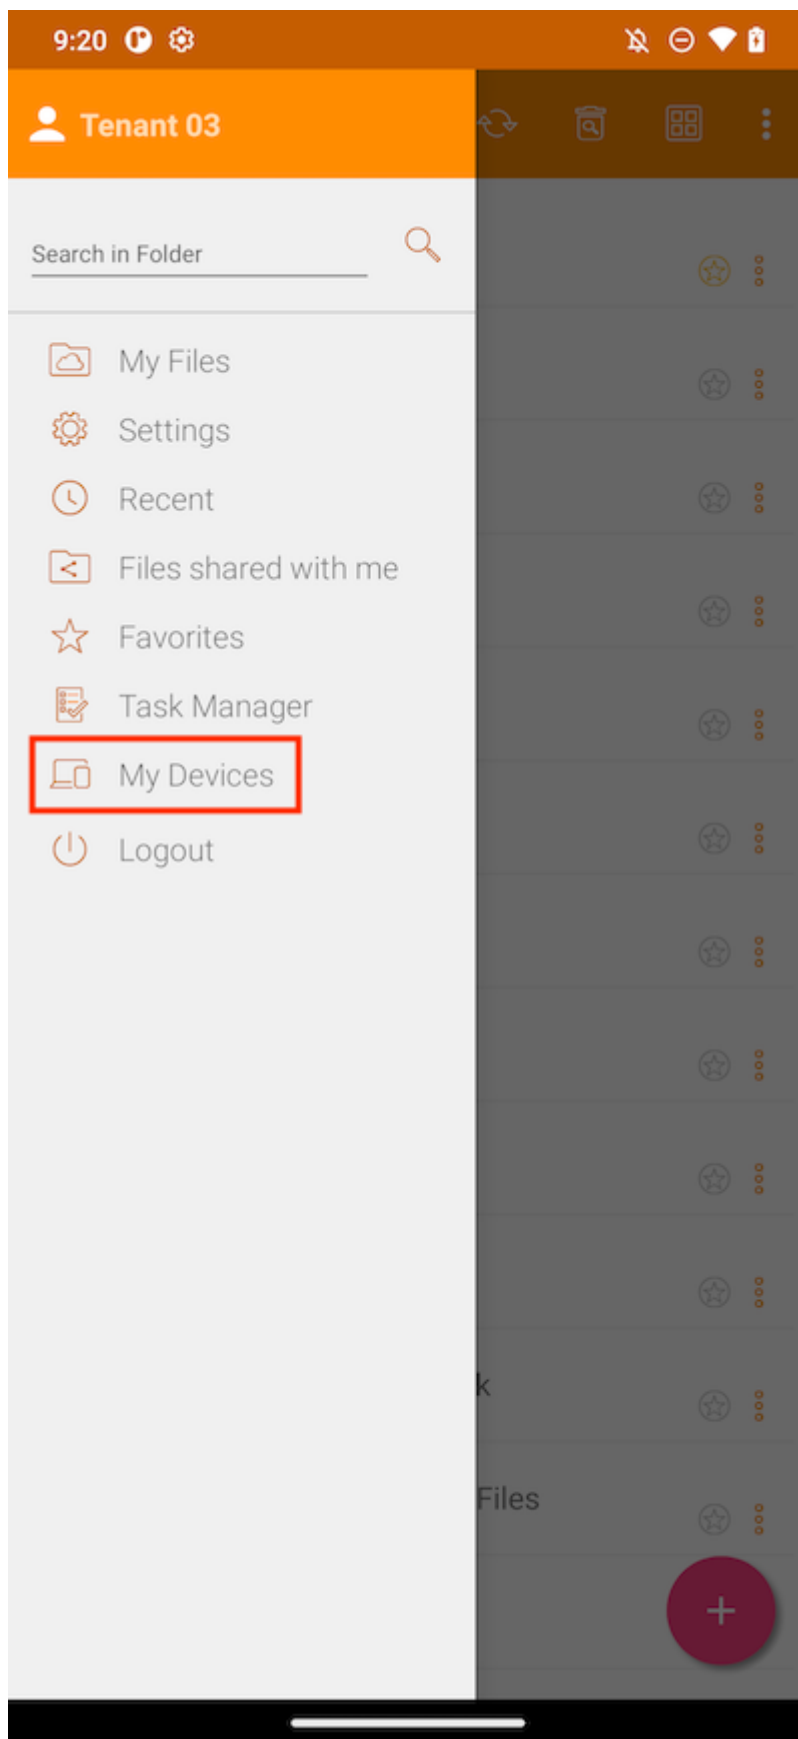 9:20
Tenant 03
Search in Folder
My Files
Settings
Recent
Files shared with me
Favorites
Task Manager
My Devices
Logout
k
Files